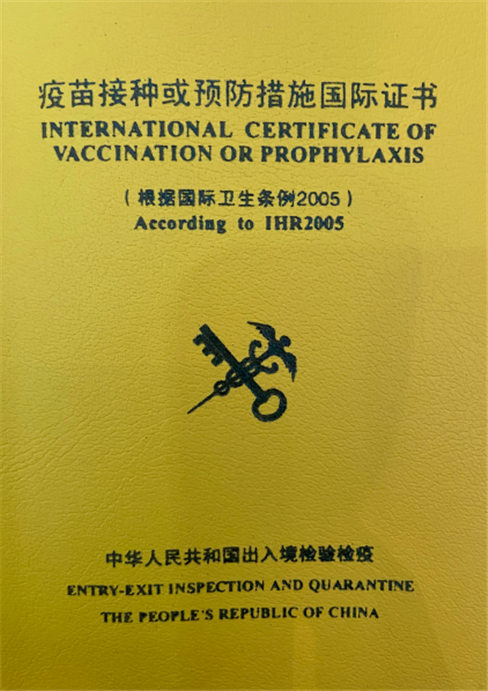 疫苗接种或预防措施国际证书
INTERNATIONAL CERTIFICATE OF
VACCINATION OR PROPHYLAXIS
(根据国际卫生条例2005)
According to IHR2005
中华人民共和国出入境检验检疫
ENTRY-EXIT INSPECTION AND QUARANTINE
THE PEOPLE'S REPUBLIC OF CHINA